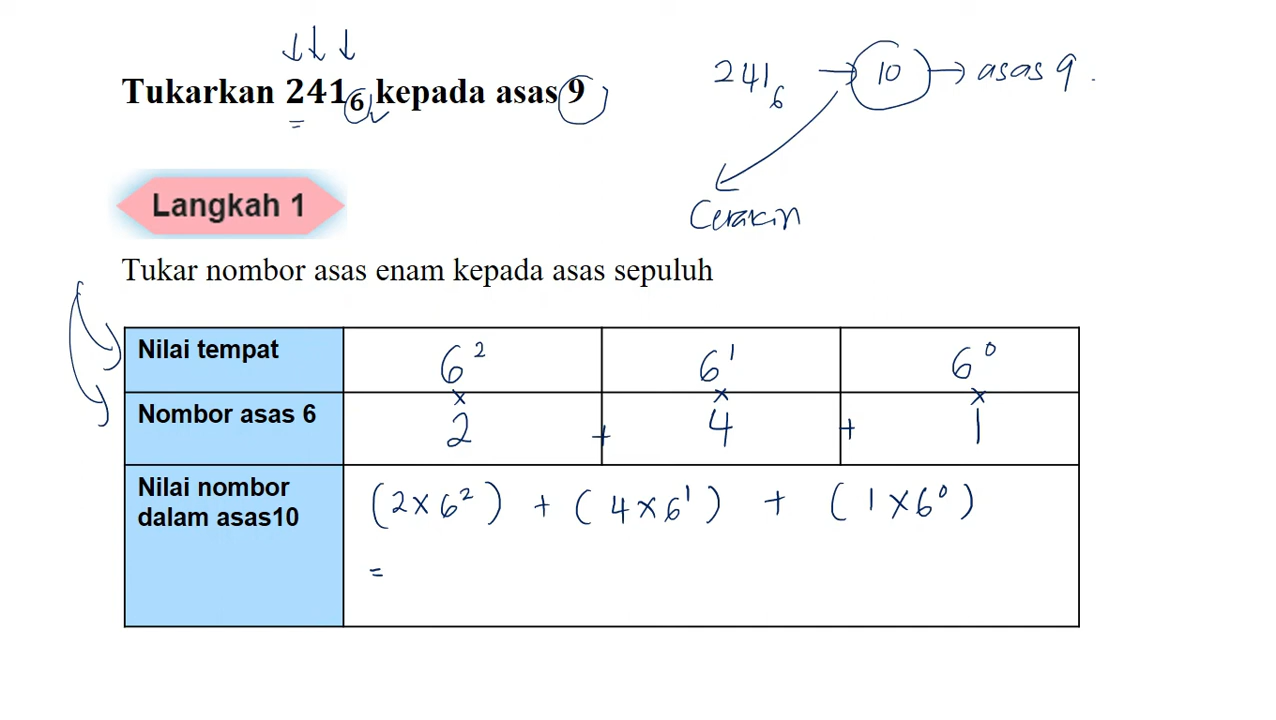 Tukarkan 241₆ kepada asas 9
241₆ → 10 → asas 9.
Cerakin
Langkah 1
Tukar nombor asas enam kepada asas sepuluh
Nilai tempat 6² 6¹ 6⁰
× × ×
Nombor asas 6 2 + 4 + 1
Nilai nombor dalam asas10 (2 × 6²) + (4 × 6¹) + (1 × 6⁰)
=